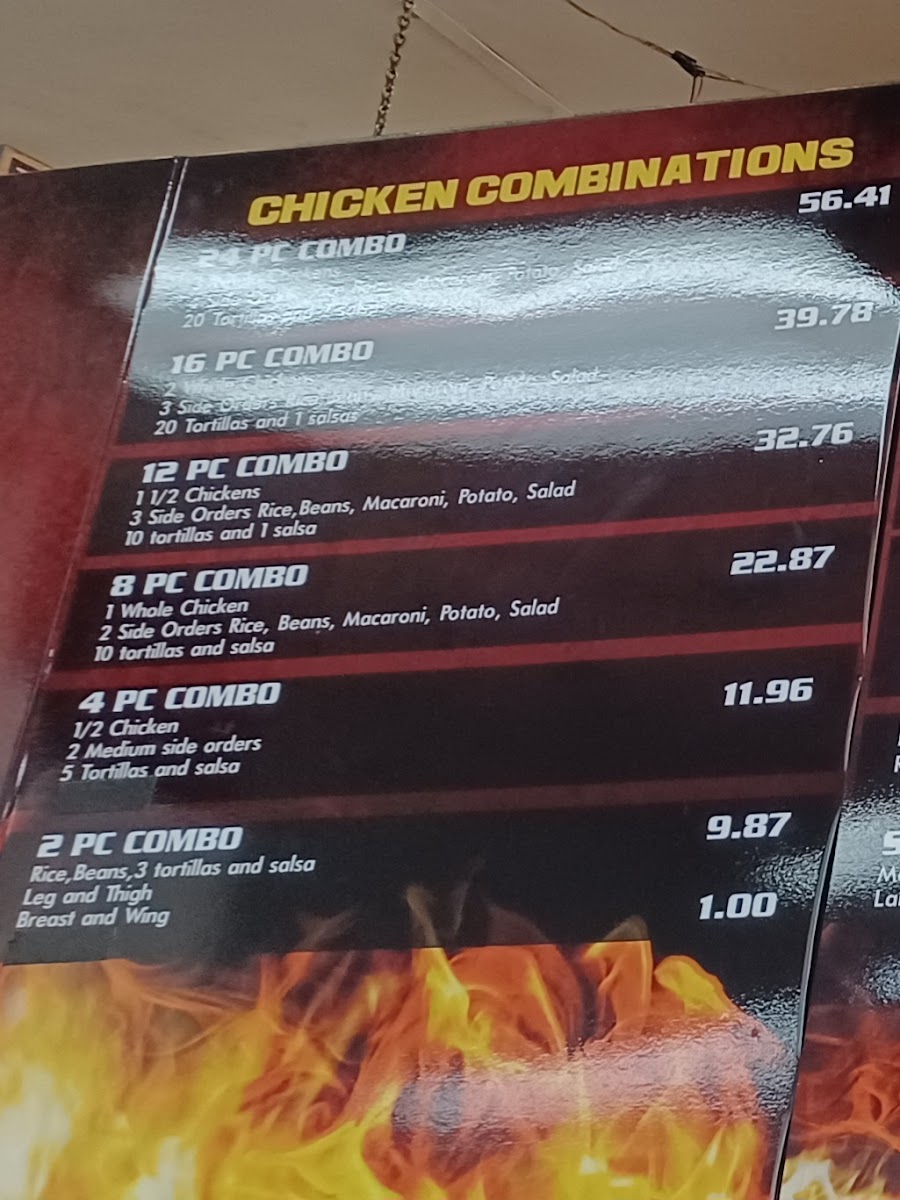 CHICKEN COMBINATIONS
24 PC COMBO 56.41
20
16 PC COMBO 39.78
3 Side Orders Potato, Salad
20 Tortillas and 1 salsas
12 PC COMBO 32.76
1 1/2 Chickens
3 Side Orders Rice,Beans, Macaroni, Potato, Salad
10 tortillas and 1 salsa
8 PC COMBO 22.87
1 Whole Chicken
2 Side Orders Rice, Beans, Macaroni, Potato, Salad
10 tortillas and salsa
4 PC COMBO 11.96
1/2 Chicken
2 Medium side orders
5 Tortillas and salsa
2 PC COMBO 9.87
Rice,Beans,3 tortillas and salsa
Leg and Thigh
Breast and Wing 1.00